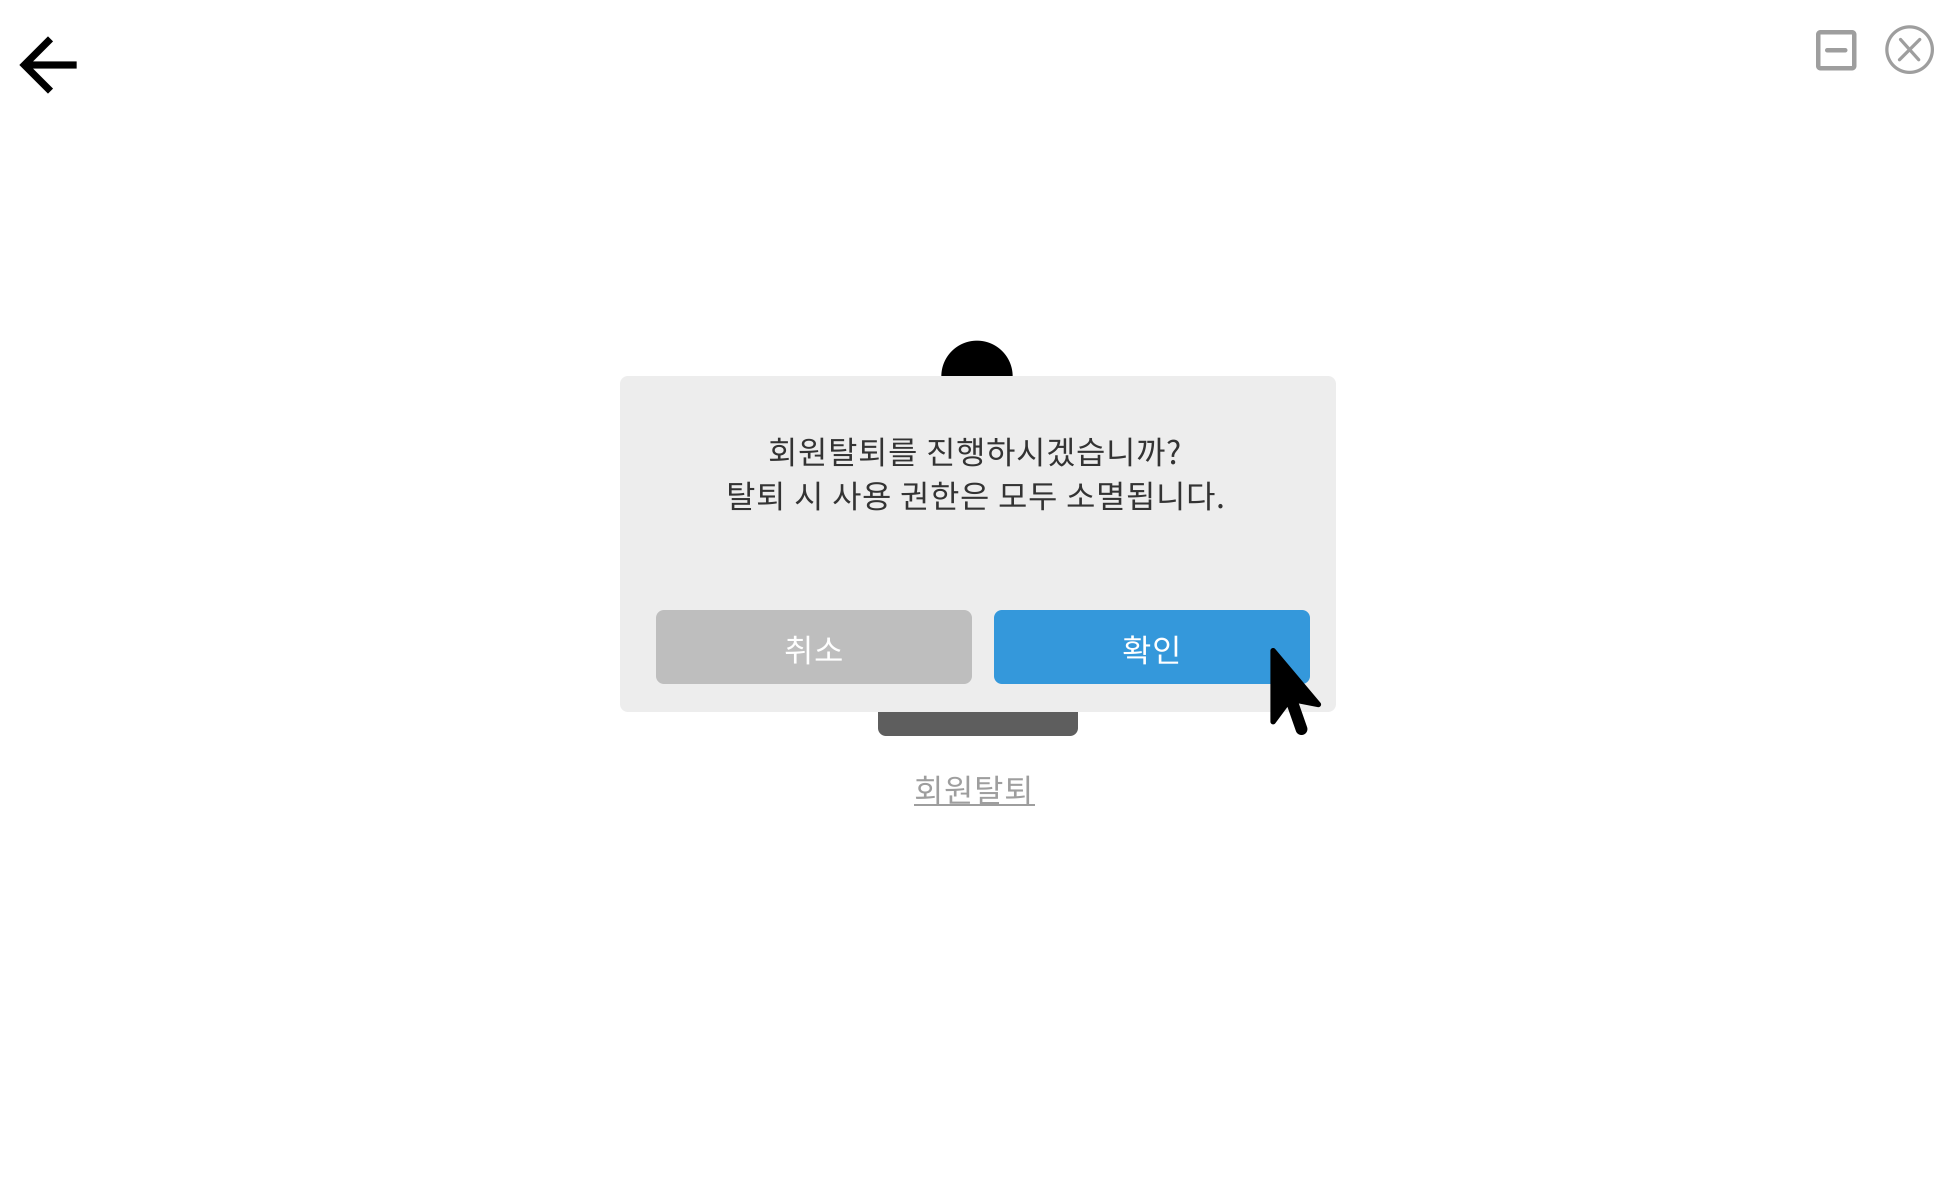 회원탈퇴를 진행하시겠습니까?
탈퇴 시 사용 권한은 모두 소멸됩니다.
취소
확인
회원탈퇴